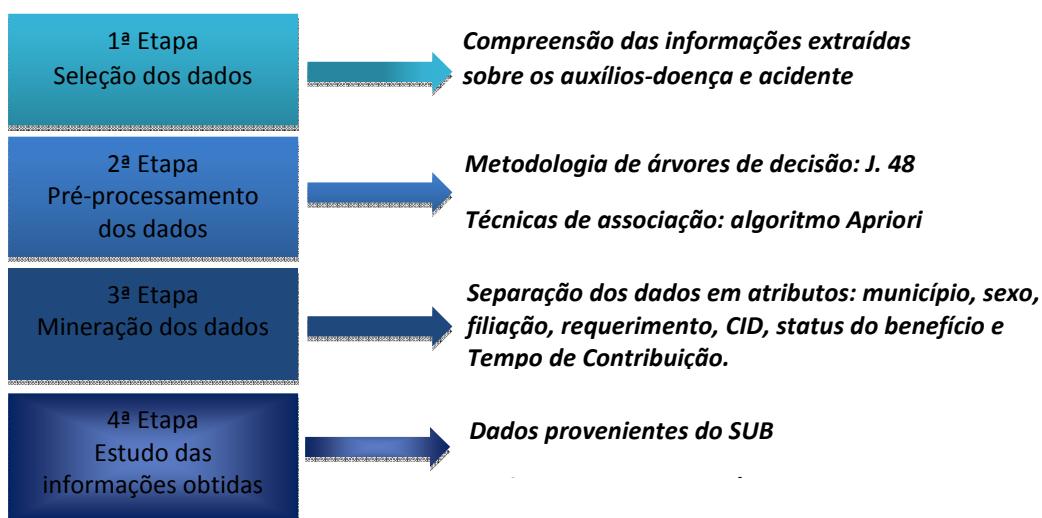 1ª Etapa
Seleção dos dados
Compreensão das informações extraídas
sobre os auxílios-doença e acidente
2ª Etapa
Pré-processamento
dos dados
Metodologia de árvores de decisão: J. 48
Técnicas de associação: algoritmo Apriori
3ª Etapa
Mineração dos dados
Separação dos dados em atributos: município, sexo,
filiação, requerimento, CID, status do benefício e
Tempo de Contribuição.
4ª Etapa
Estudo das
informações obtidas
Dados provenientes do SUB